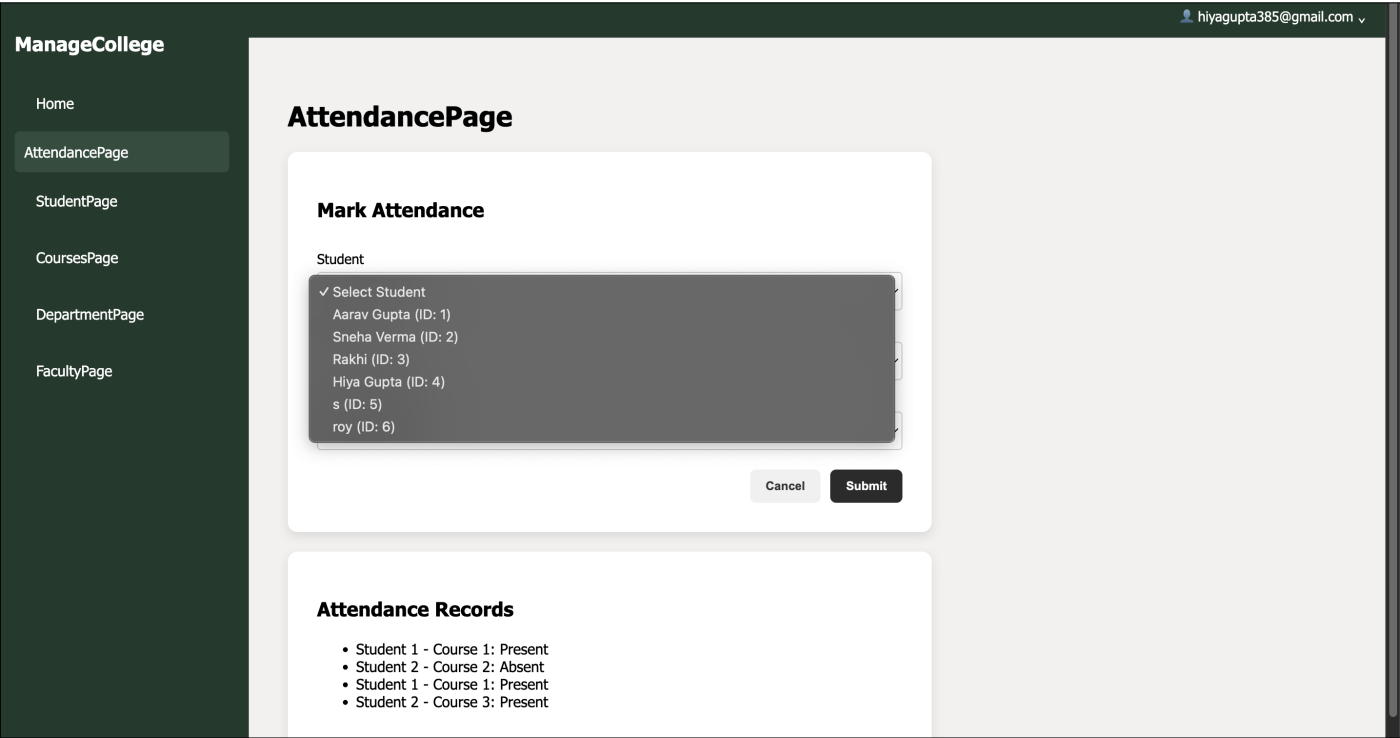 hiyagupta385@gmail.com
ManageCollege
Home
AttendancePage
StudentPage
CoursesPage
DepartmentPage
FacultyPage
AttendancePage
Mark Attendance
Student
✓ Select Student
Aarav Gupta (ID: 1)
Sneha Verma (ID: 2)
Rakhi (ID: 3)
Hiya Gupta (ID: 4)
s (ID: 5)
roy (ID: 6)
Cancel Submit
Attendance Records
• Student 1 - Course 1: Present
• Student 2 - Course 2: Absent
• Student 1 - Course 1: Present
• Student 2 - Course 3: Present